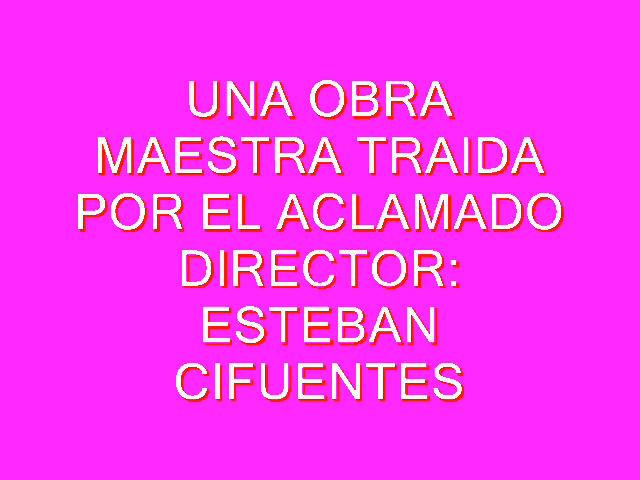 UNA OBRA
MAESTRA TRAIDA
POR EL ACLAMADO
DIRECTOR:
ESTEBAN
CIFUENTES